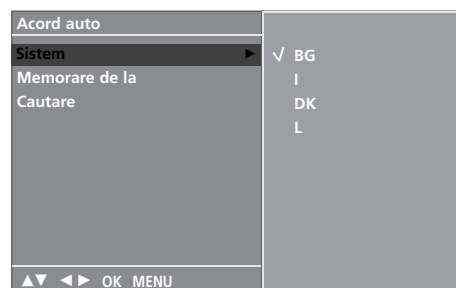 Acord auto
Sistem ►
Memorare de la
Cautare
√ BG
I
DK
L
▲▼ ◄► OK MENU